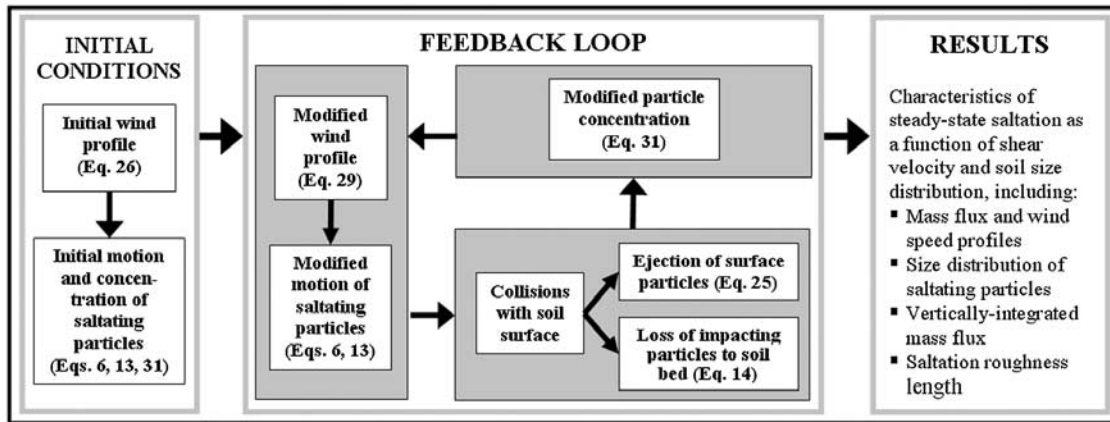 INITIAL
CONDITIONS
Initial wind
profile
(Eq. 26)
Initial motion
and concen-
tration of
saltating
particles
(Eqs. 6, 13, 31)
FEEDBACK LOOP
Modified
wind
profile
(Eq. 29)
Modified
motion of
saltating
particles
(Eqs. 6, 13)
Collisions
with soil
surface
Ejection of surface
particles (Eq. 25)
Loss of impacting
particles to soil
bed (Eq. 14)
Modified particle
concentration
(Eq. 31)
RESULTS
Characteristics of
steady-state saltation as
a function of shear
velocity and soil size
distribution, including:
▪ Mass flux and wind
speed profiles
▪ Size distribution of
saltating particles
▪ Vertically-integrated
mass flux
▪ Saltation roughness
length